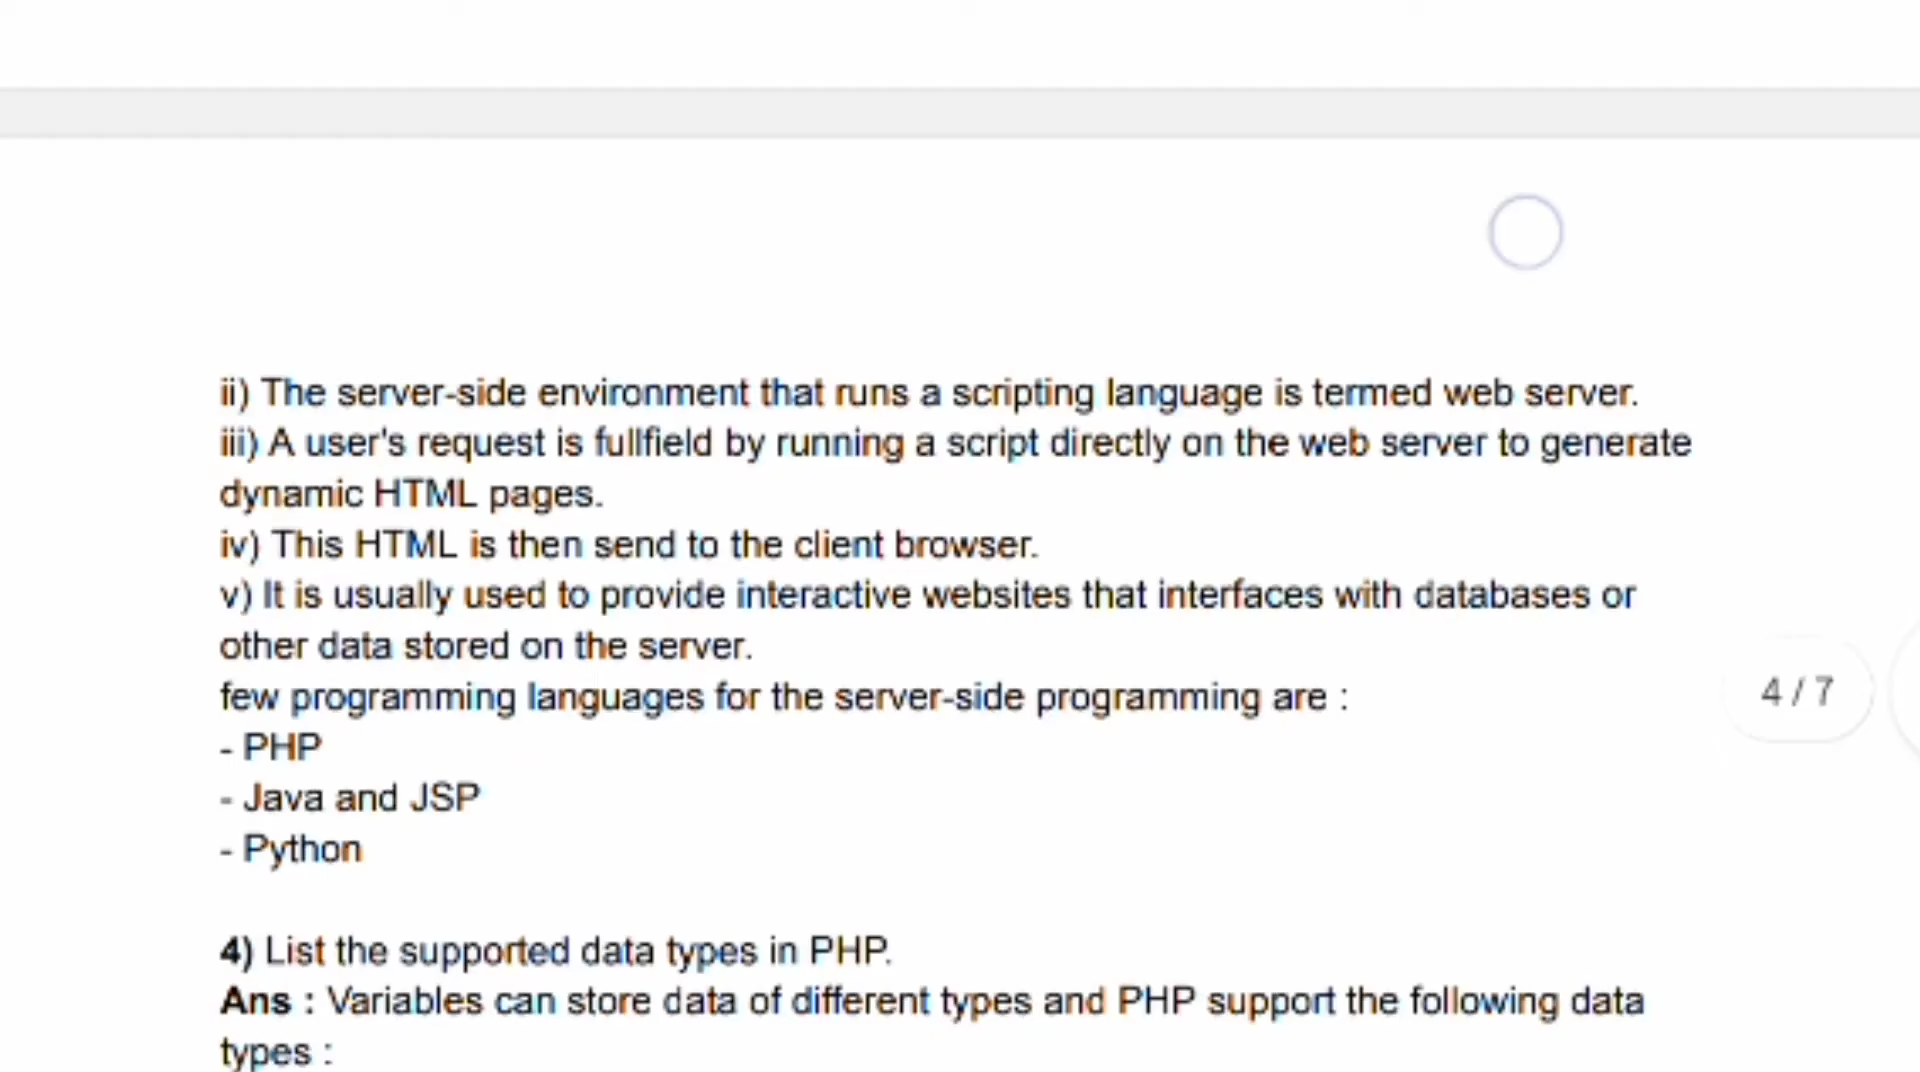 ii) The server-side environment that runs a scripting language is termed web server.
iii) A user's request is fullfield by running a script directly on the web server to generate
dynamic HTML pages.
iv) This HTML is then send to the client browser.
v) It is usually used to provide interactive websites that interfaces with databases or
other data stored on the server.
few programming languages for the server-side programming are :
- PHP
- Java and JSP
- Python
4) List the supported data types in PHP.
Ans : Variables can store data of different types and PHP support the following data
types :
4 / 7